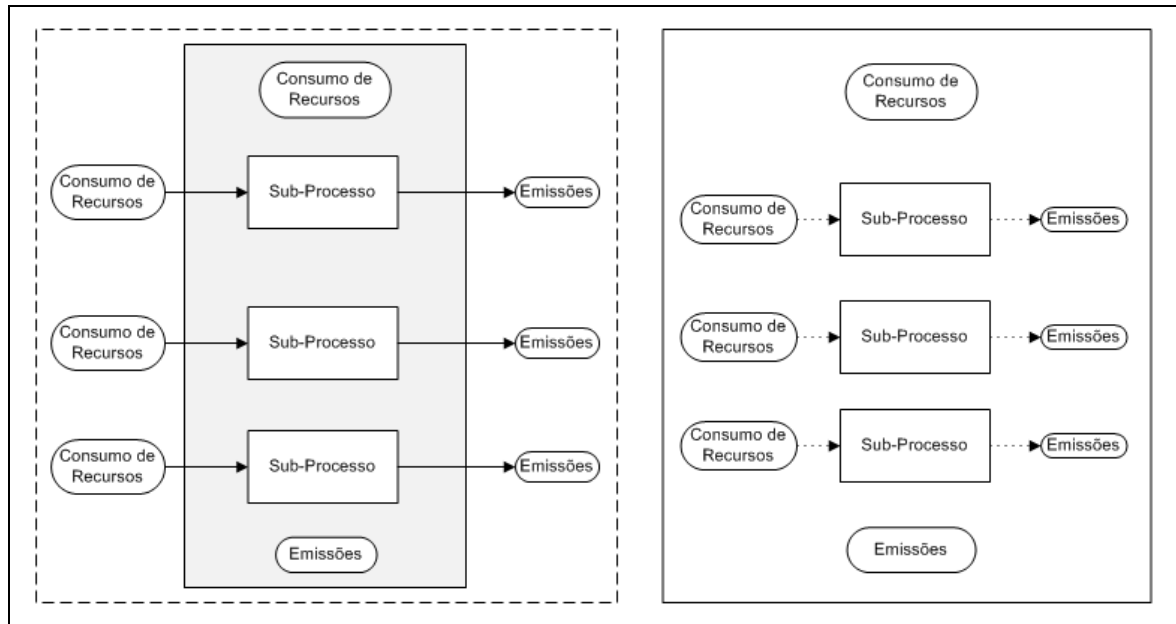 Consumo de
Recursos
Consumo de
Recursos
Sub-Processo
Emissões
Consumo de
Recursos
Sub-Processo
Emissões
Consumo de
Recursos
Sub-Processo
Emissões
Emissões
Consumo de
Recursos
Consumo de
Recursos
Sub-Processo
Emissões
Consumo de
Recursos
Sub-Processo
Emissões
Consumo de
Recursos
Sub-Processo
Emissões
Emissões